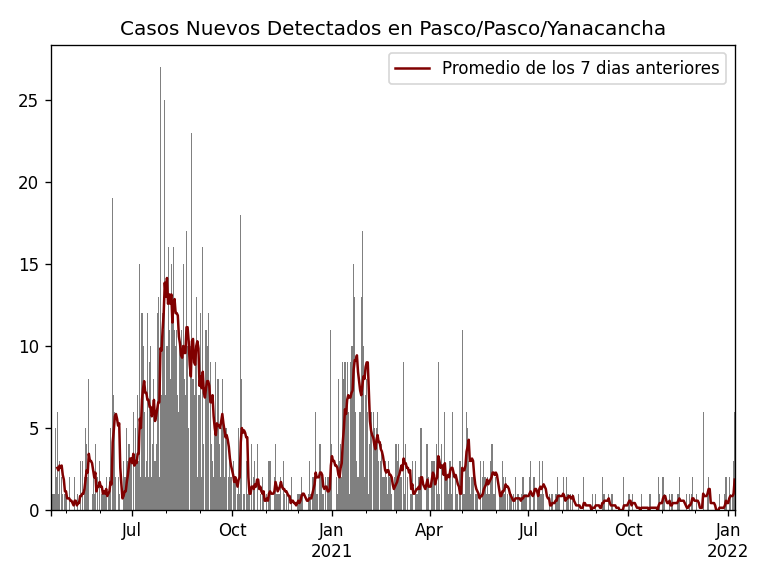 Casos Nuevos Detectados en Pasco/Pasco/Yanacancha
Promedio de los 7 dias anteriores
25
20
15
10
5
0
Jul Oct Jan Apr Jul Oct Jan
2021 2022